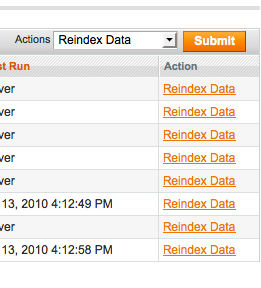 Actions Reindex Data Submit
st Run Action
ver Reindex Data
ver Reindex Data
ver Reindex Data
ver Reindex Data
ver Reindex Data
13, 2010 4:12:49 PM Reindex Data
ver Reindex Data
13, 2010 4:12:58 PM Reindex Data